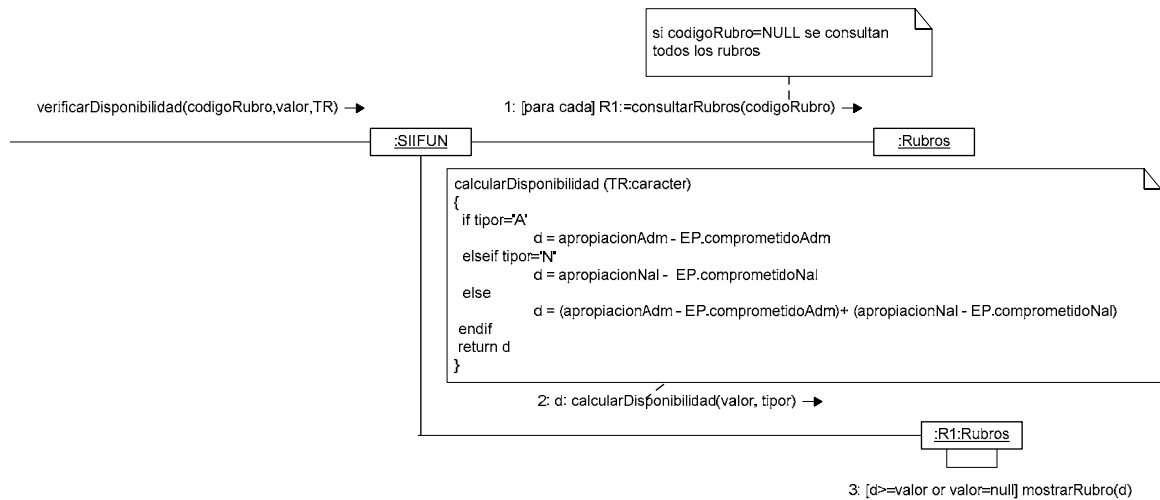 si codigoRubro=NULL se consultan
todos los rubros
verificarDisponibilidad(codigoRubro,valor,TR)
1: [para cada] R1:=consultarRubros(codigoRubro)
:SIIFUN
:Rubros
calcularDisponibilidad (TR:caracter)
{
if tipor="A"
d = apropiacionAdm - EP.comprometidoAdm
elseif tipor="N"
d = apropiacionNal - EP.comprometidoNal
else
d = (apropiacionAdm - EP.comprometidoAdm)+ (apropiacionNal - EP.comprometidoNal)
endif
return d
}
2: d: calcularDisponibilidad(valor, tipor)
:R1:Rubros
3: [d>=valor or valor=null] mostrarRubro(d)